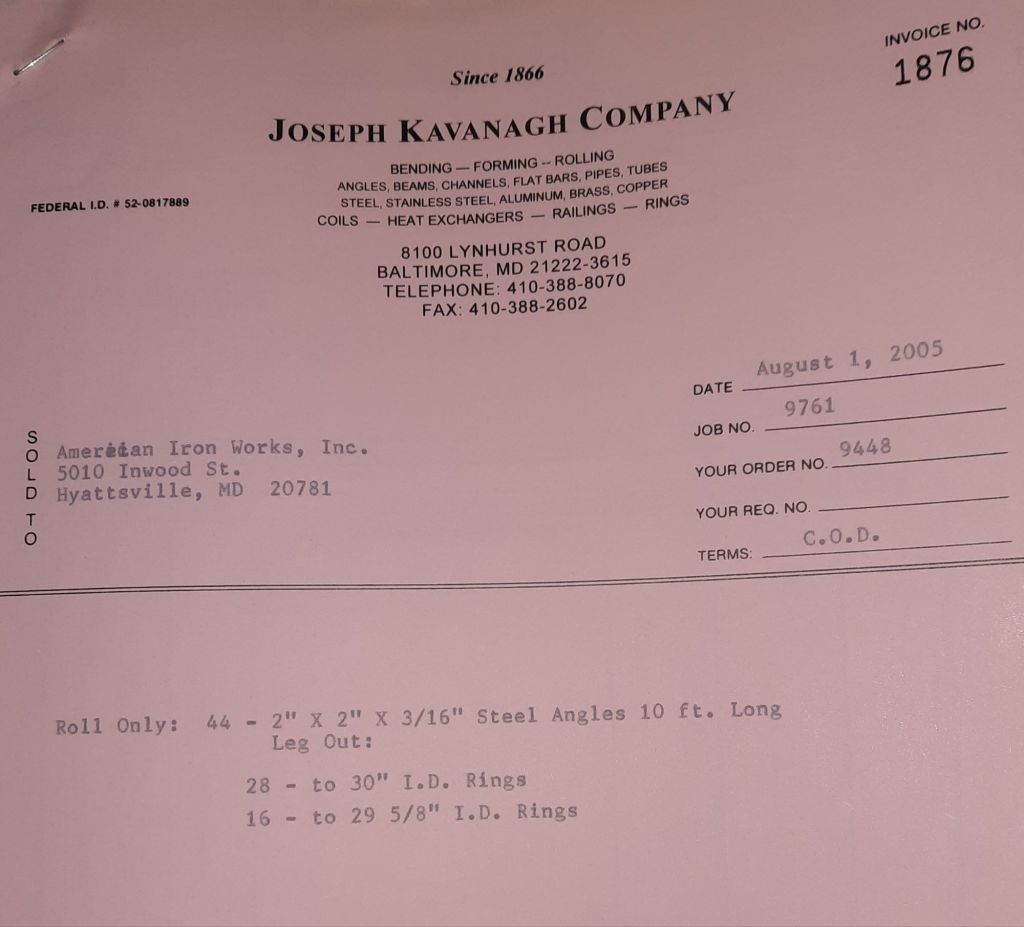 INVOICE NO.
1876
Since 1866
JOSEPH KAVANAGH COMPANY
BENDING — FORMING -- ROLLING
ANGLES, BEAMS, CHANNELS, FLAT BARS, PIPES, TUBES
STEEL, STAINLESS STEEL, ALUMINUM, BRASS, COPPER
COILS — HEAT EXCHANGERS — RAILINGS — RINGS
FEDERAL I.D. # 52-0817889
8100 LYNHURST ROAD
BALTIMORE, MD 21222-3615
TELEPHONE: 410-388-8070
FAX: 410-388-2602
DATE August 1, 2005
JOB NO. 9761
YOUR ORDER NO. 9448
YOUR REQ. NO.
TERMS: C.O.D.
SOLD TO
American Iron Works, Inc.
5010 Inwood St.
Hyattsville, MD 20781
Roll Only: 44 - 2" X 2" X 3/16" Steel Angles 10 ft. Long
Leg Out:
28 - to 30" I.D. Rings
16 - to 29 5/8" I.D. Rings